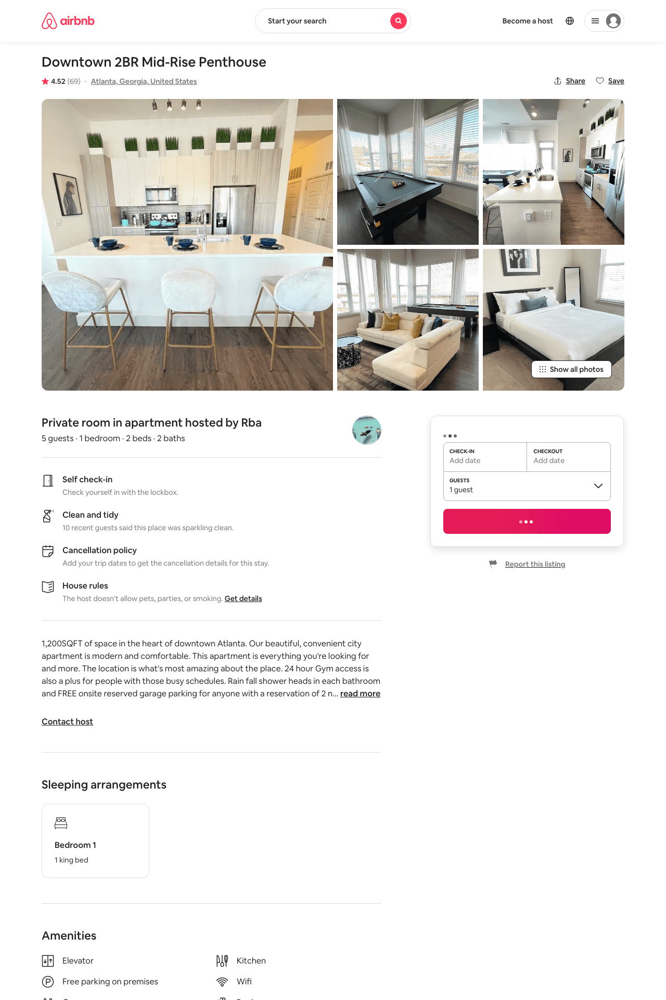 airbnb
Start your search
Become a host
Downtown 2BR Mid-Rise Penthouse
4.52 (69) · Atlanta, Georgia, United States
Share
Save
Show all photos
Private room in apartment hosted by Rba
5 guests · 1 bedroom · 2 beds · 2 baths
CHECK-IN
Add date
CHECKOUT
Add date
GUESTS
1 guest
Report this listing
Self check-in
Check yourself in with the lockbox.
Clean and tidy
10 recent guests said this place was sparkling clean.
Cancellation policy
Add your trip dates to get the cancellation details for this stay.
House rules
The host doesn't allow pets, parties, or smoking. Get details
1,200SQFT of space in the heart of downtown Atlanta. Our beautiful, convenient city
apartment is modern and comfortable. This apartment is everything you're looking for
and more. The location is what's most amazing about the place. 24 hour Gym access is
also a plus for people with those busy schedules. Rain fall shower heads in each bathroom
and FREE onsite reserved garage parking for anyone with a reservation of 2 n... read more
Contact host
Sleeping arrangements
Bedroom 1
1 king bed
Amenities
Elevator
Kitchen
Free parking on premises
Wifi